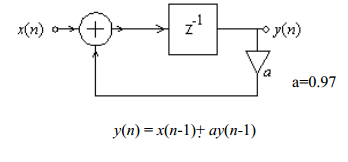 x(n)
+
z-1
y(n)
a
a=0.97
y(n) = x(n-1)+ ay(n-1)